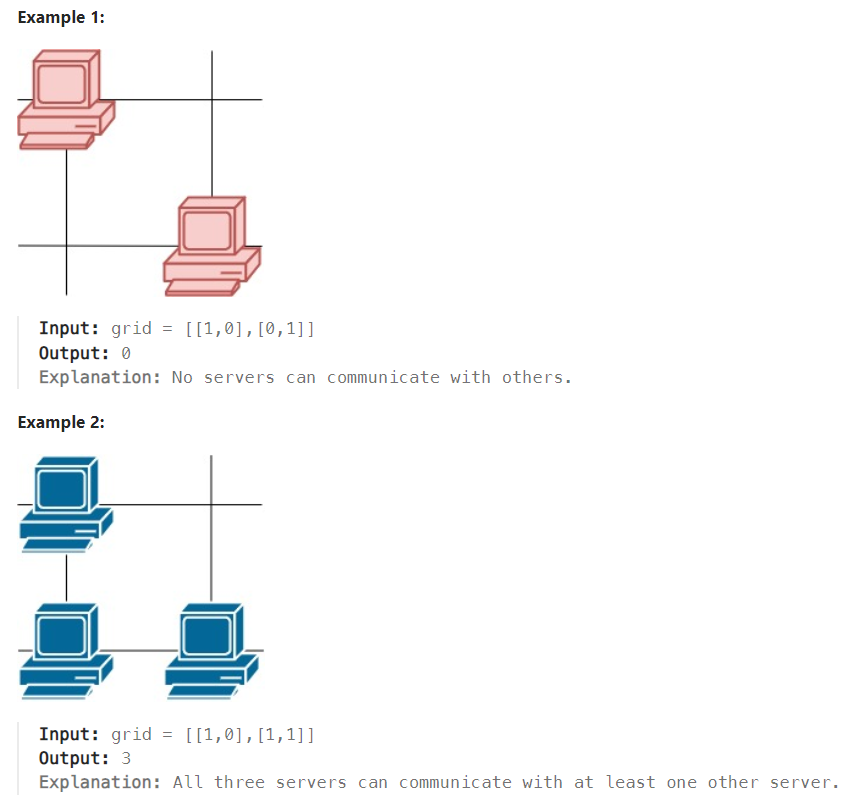 Example 1:
Input: grid = [[1,0],[0,1]]
Output: 0
Explanation: No servers can communicate with others.
Example 2:
Input: grid = [[1,0],[1,1]]
Output: 3
Explanation: All three servers can communicate with at least one other server.